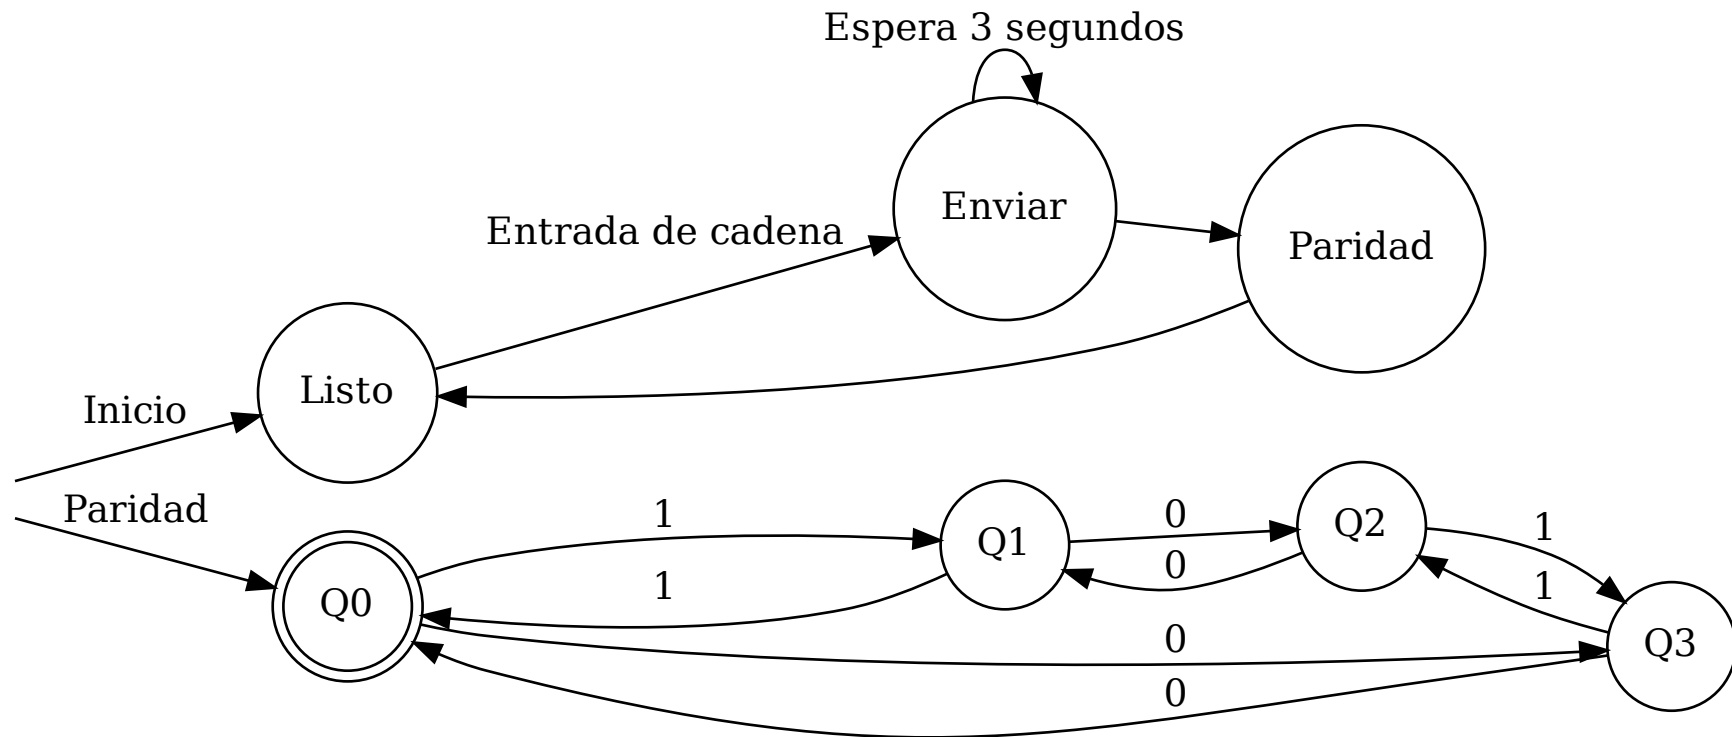 Espera 3 segundos
Enviar
Paridad
Entrada de cadena
Listo
Inicio
Paridad
1
0
Q2
1
Q1
0
1
1
Q0
0
Q3
0